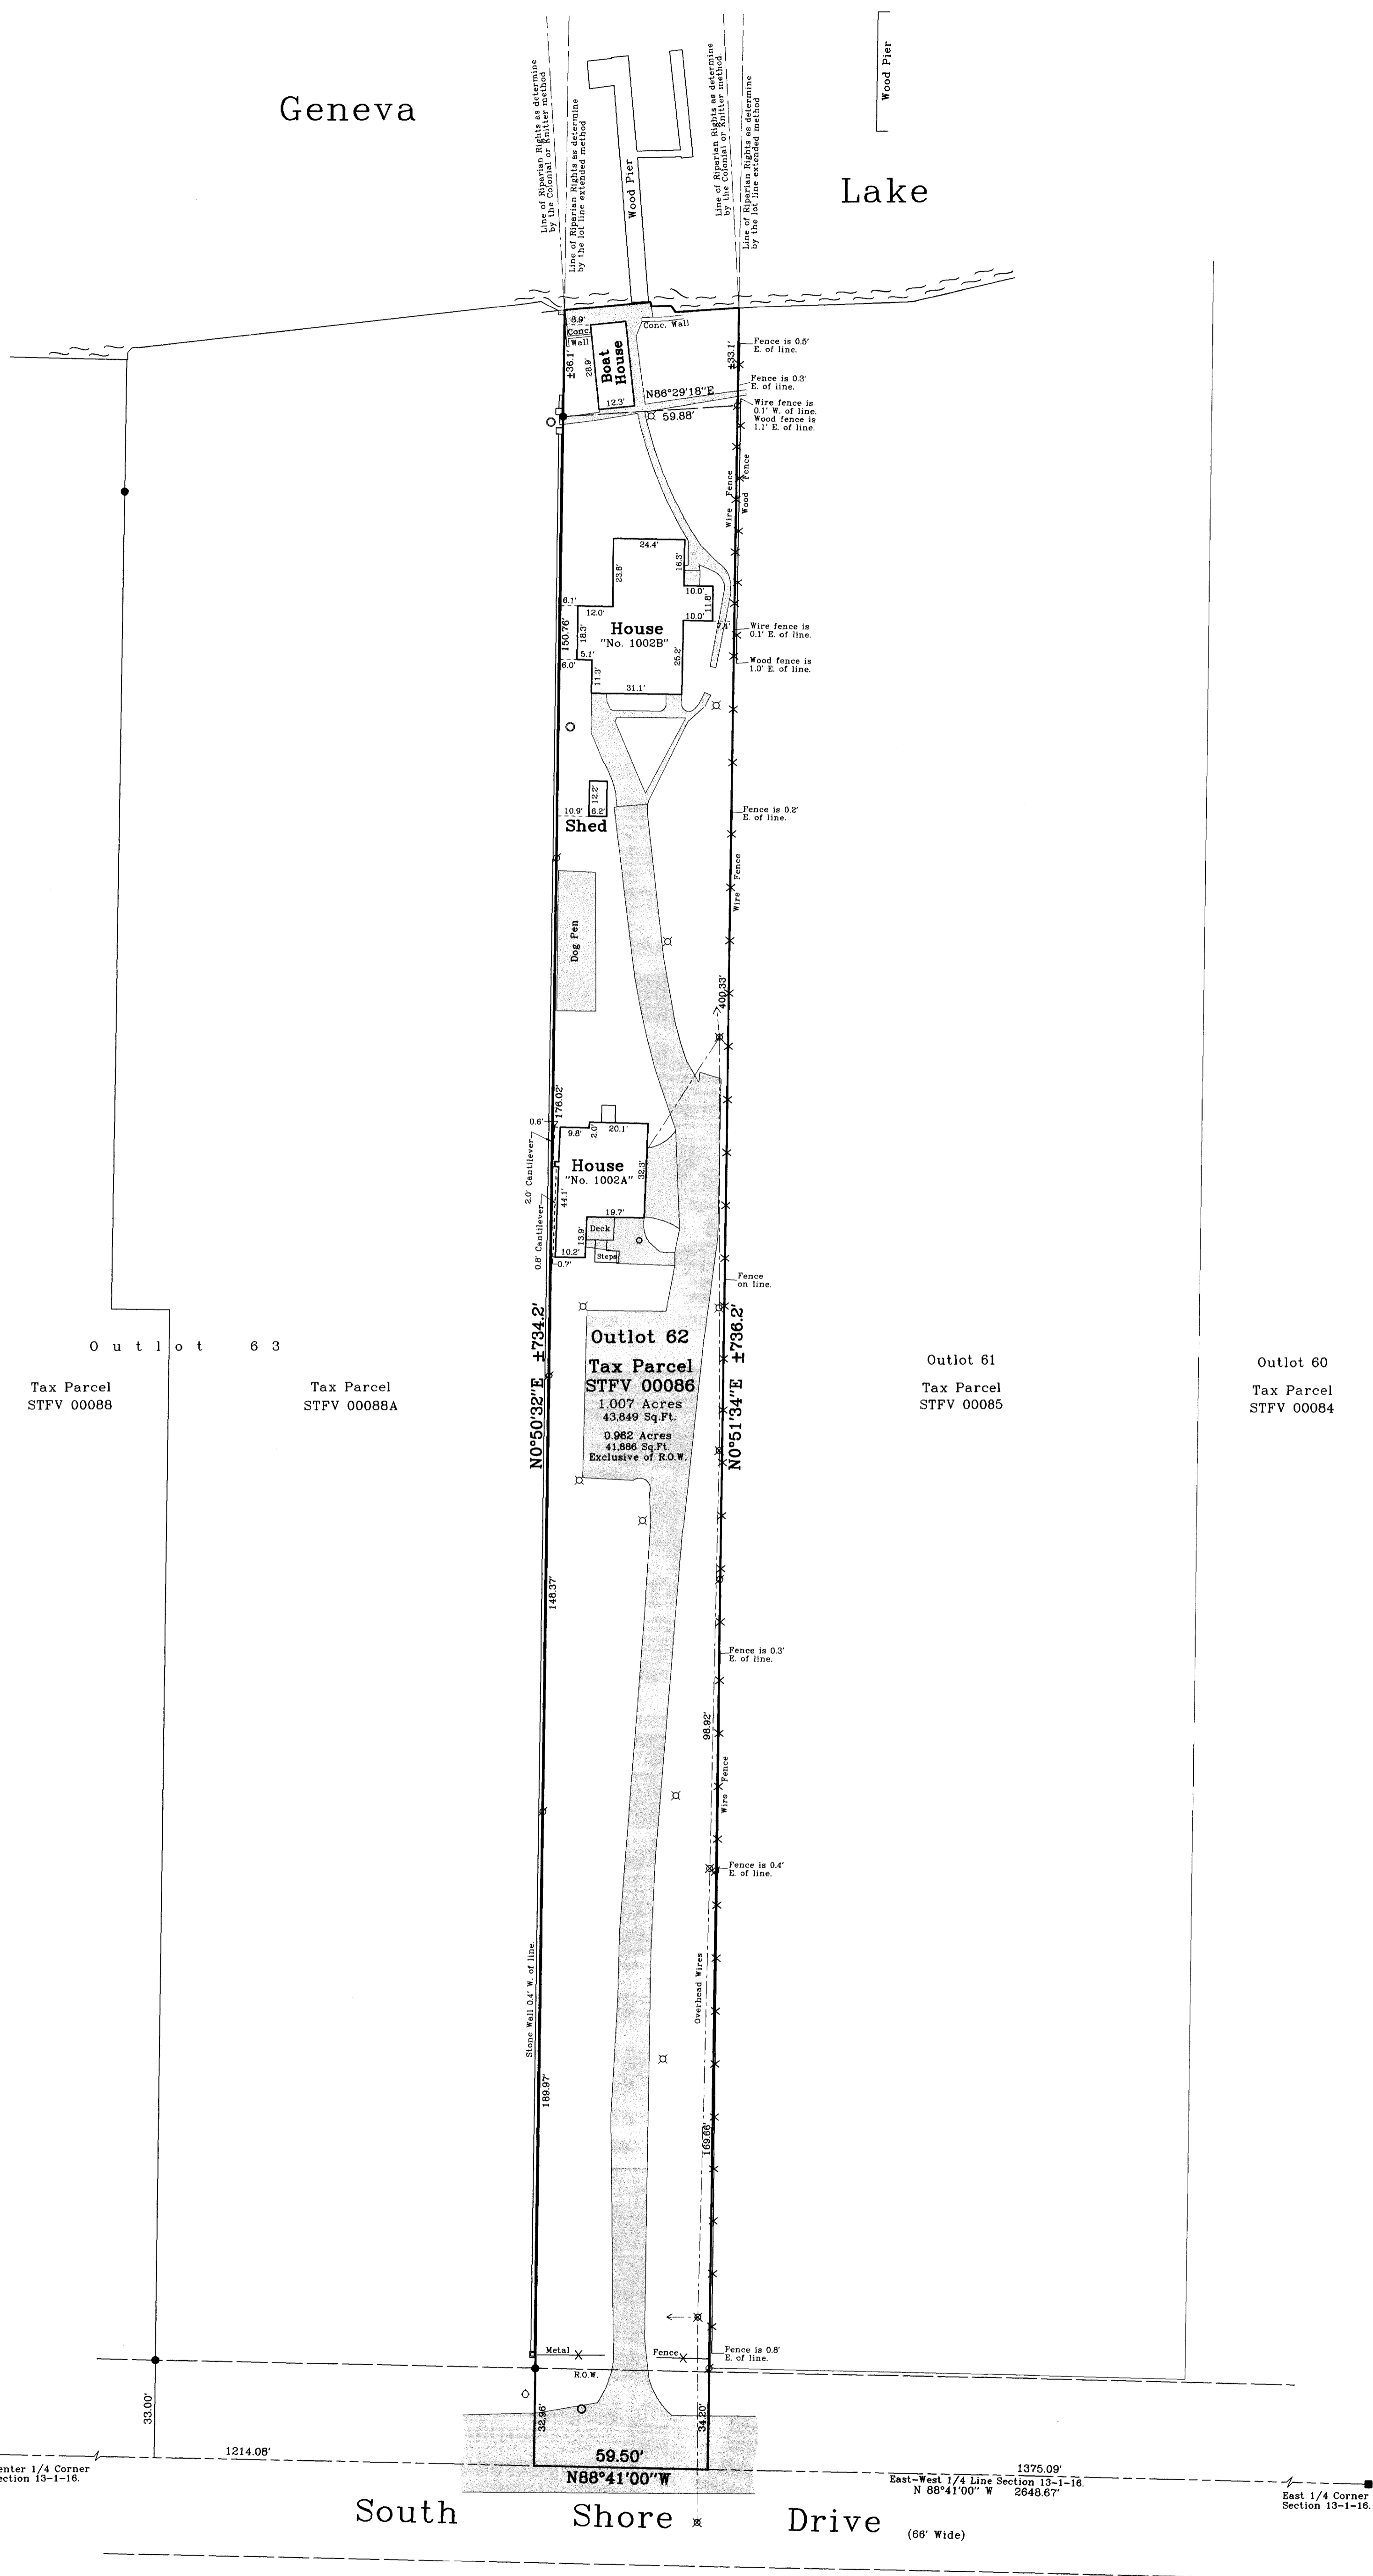 Geneva
Lake
Wood Pier
Line of Riparian Rights as determine
by the Colonial or Knitter method
Line of Riparian Rights as determine
by the lot line extended method
Wood Pier
Line of Riparian Rights as determine
by the Colonial or Knitter method.
Line of Riparian Rights as determine
by the lot line extended method
8.9'
Conc.
Wall
±36.1'
28.9'
Boat
House
12.3'
Conc. Wall
±33.1'
Fence is 0.5'
E. of line.
Fence is 0.3'
E. of line.
N86°29'18"E
59.88'
Wire fence is
0.1' W. of line.
Wood fence is
1.1' E. of line.
Wire Fence
Wood Fence
24.4'
16.3'
23.8'
6.1'
12.0'
10.0'
11.8'
10.0'
7.4'
150.76'
18.3'
House
"No. 1002B"
5.1'
6.0'
11.3'
25.2'
31.1'
Wire fence is
0.1' E. of line.
Wood fence is
1.0' E. of line.
12.2'
10.9'
6.2'
Shed
Fence is 0.2'
E. of line.
Wire Fence
Dog Pen
400.33'
176.02'
0.6'
9.8'
2.0'
20.1'
House
"No. 1002A"
32.3'
2.0' Cantilever
44.1'
0.8' Cantilever
19.7'
Deck
13.9'
10.2'
Steps
0.7'
Fence
on line.
N0°50'32"E ±734.2'
N0°51'34"E ±736.2'
Outlot 62
Tax Parcel
STFV 00086
1.007 Acres
43,849 Sq.Ft.
0.962 Acres
41,886 Sq.Ft.
Exclusive of R.O.W.
Outlot 63
Tax Parcel
STFV 00088
Tax Parcel
STFV 00088A
Outlot 61
Tax Parcel
STFV 00085
Outlot 60
Tax Parcel
STFV 00084
148.37'
Fence is 0.3'
E. of line.
98.92'
Wire Fence
Fence is 0.4'
E. of line.
Stone Wall 0.4' W. of line.
Overhead Wires
189.97'
169.66'
Metal
Fence
Fence is 0.8'
E. of line.
R.O.W.
33.00'
32.96'
34.20'
1214.08'
59.50'
N88°41'00"W
1375.09'
enter 1/4 Corner
ection 13-1-16.
East-West 1/4 Line Section 13-1-16.
N 88°41'00" W 2648.67'
East 1/4 Corner
Section 13-1-16.
South Shore Drive (66' Wide)